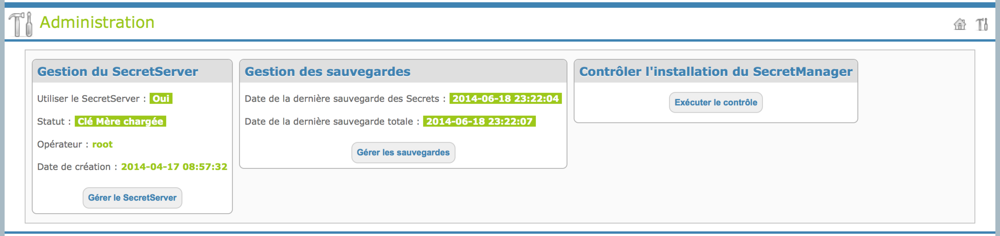 Administration
Gestion du SecretServer
Utiliser le SecretServer : Oui
Statut : Clé Mère chargée
Opérateur : root
Date de création : 2014-04-17 08:57:32
Gérer le SecretServer
Gestion des sauvegardes
Date de la dernière sauvegarde des Secrets : 2014-06-18 23:22:04
Date de la dernière sauvegarde totale : 2014-06-18 23:22:07
Gérer les sauvegardes
Contrôler l'installation du SecretManager
Exécuter le contrôle